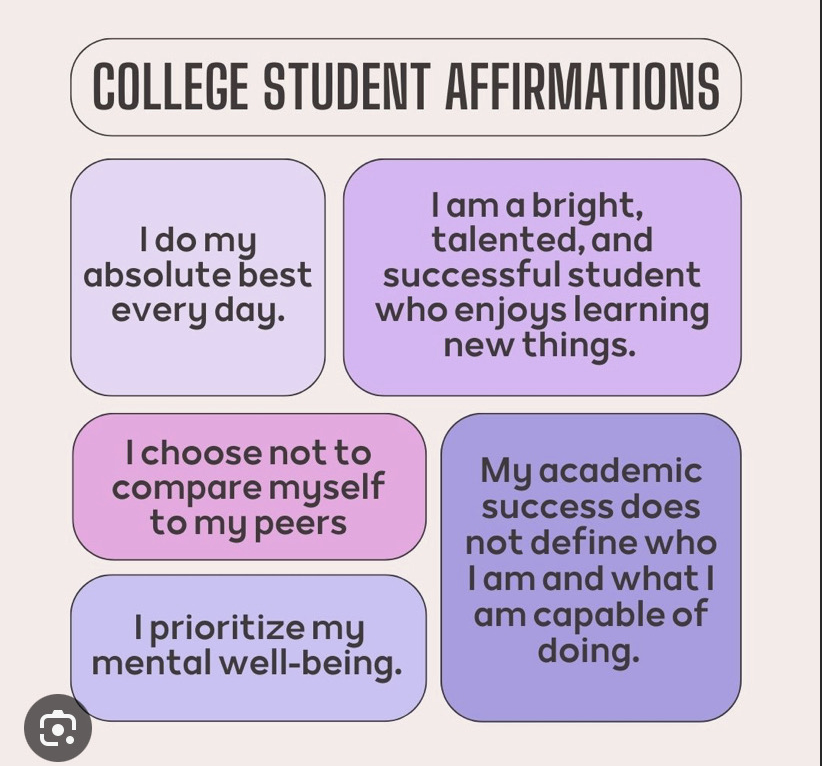 COLLEGE STUDENT AFFIRMATIONS
I do my
absolute best
every day.
I am a bright,
talented, and
successful student
who enjoys learning
new things.
I choose not to
compare myself
to my peers
My academic
success does
not define who
I am and what I
am capable of
doing.
I prioritize my
mental well-being.